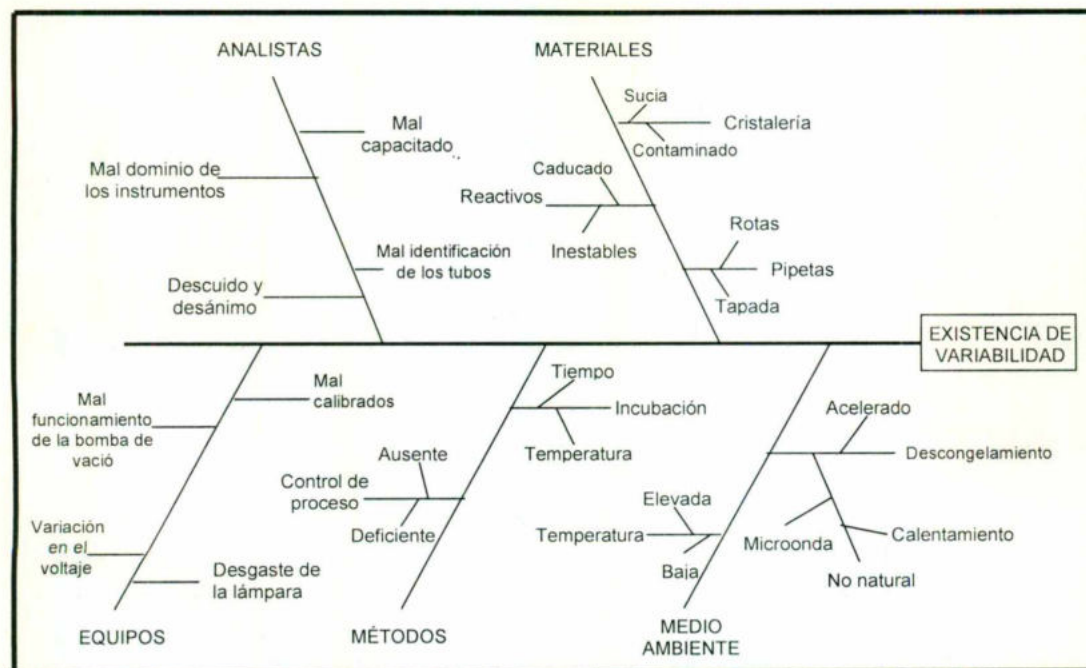 ANALISTAS
MATERIALES
Mal
capacitado
Mal dominio de
los instrumentos
Mal identificación
de los tubos
Descuido y
desánimo
Sucia
Cristalería
Contaminado
Caducado
Reactivos
Inestables
Rotas
Pipetas
Tapada
EXISTENCIA DE
VARIABILIDAD
Mal
calibrados
Mal
funcionamiento
de la bomba de
vació
Variación
en el
voltaje
Desgaste de
la lámpara
Tiempo
Incubación
Temperatura
Ausente
Control de
proceso
Deficiente
Acelerado
Descongelamiento
Elevada
Temperatura
Baja
Microonda
Calentamiento
No natural
EQUIPOS
MÉTODOS
MEDIO
AMBIENTE